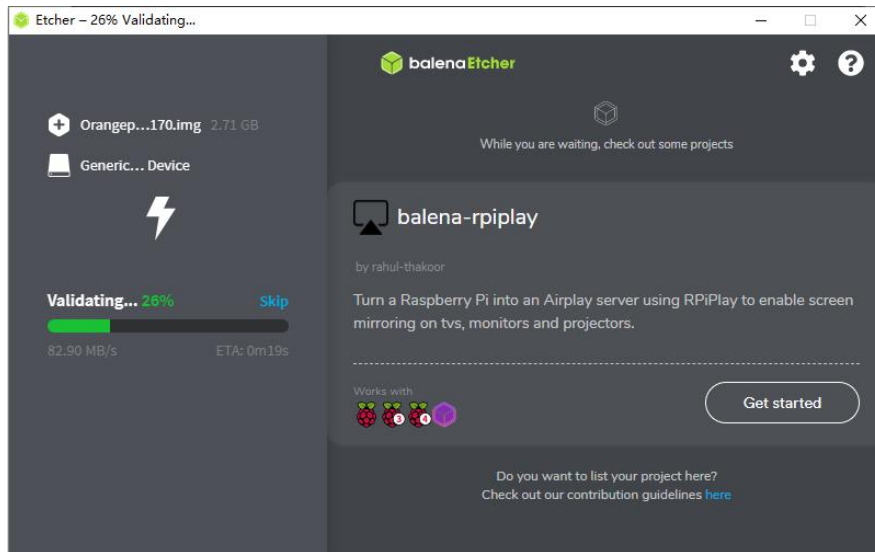 Etcher – 26% Validating...
balenaEtcher
Orangep...170.img 2.71 GB
Generic... Device
Validating... 26% Skip
82.90 MB/s ETA: 0m19s
While you are waiting, check out some projects
balena-rpiplay
by rahul-thakoor
Turn a Raspberry Pi into an Airplay server using RPiPlay to enable screen
mirroring on tvs, monitors and projectors.
Works with
3 4
Get started
Do you want to list your project here?
Check out our contribution guidelines here